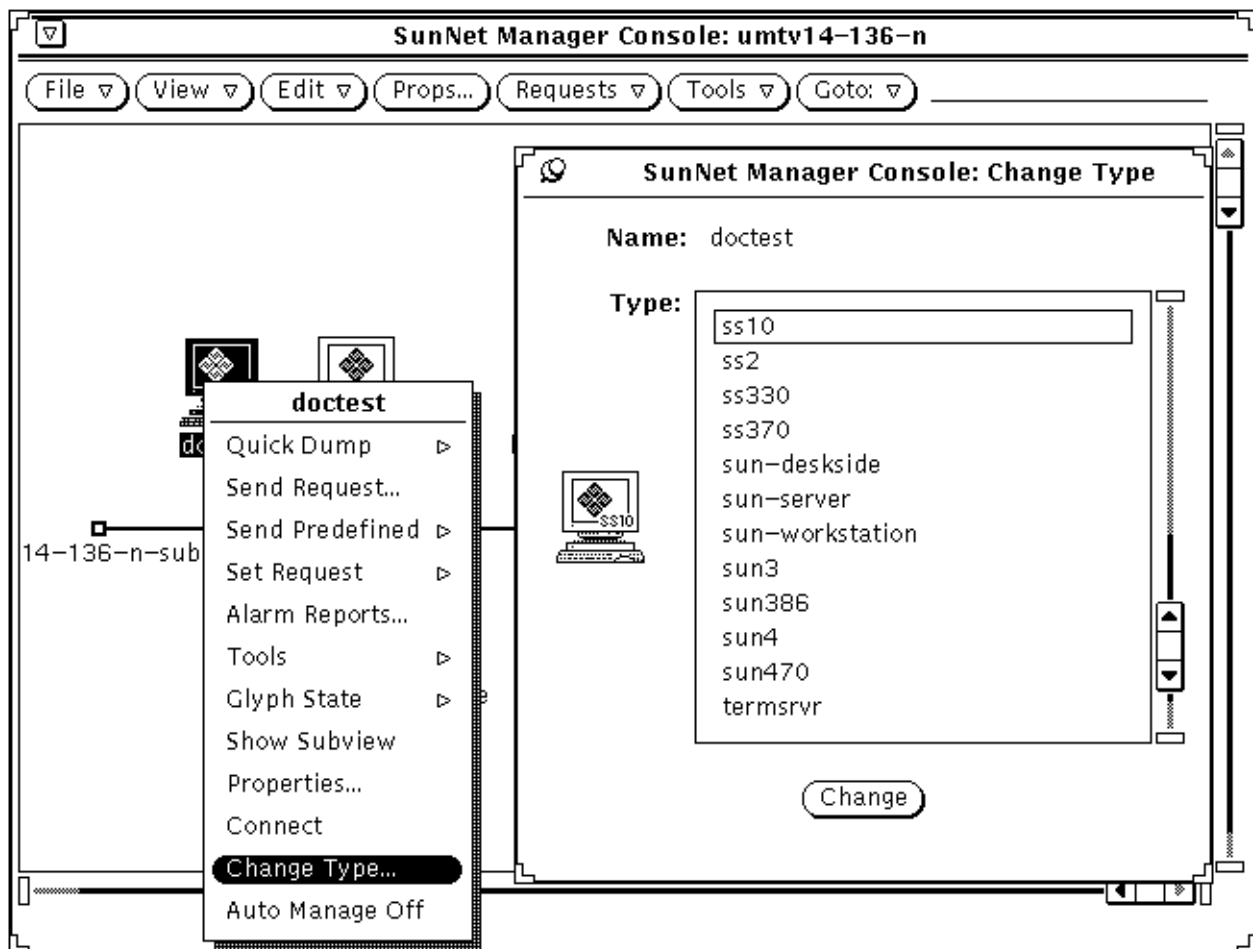 SunNet Manager Console: umtv14-136-n
File View Edit Props... Requests Tools Goto:
SunNet Manager Console: Change Type
Name: doctest
Type:
ss10
ss2
ss330
ss370
sun-deskside
sun-server
sun-workstation
sun3
sun386
sun4
sun470
termsrvr
SS10
Change
14-136-n-sub
doctest
Quick Dump
Send Request...
Send Predefined
Set Request
Alarm Reports...
Tools
Glyph State
Show Subview
Properties...
Connect
Change Type...
Auto Manage Off